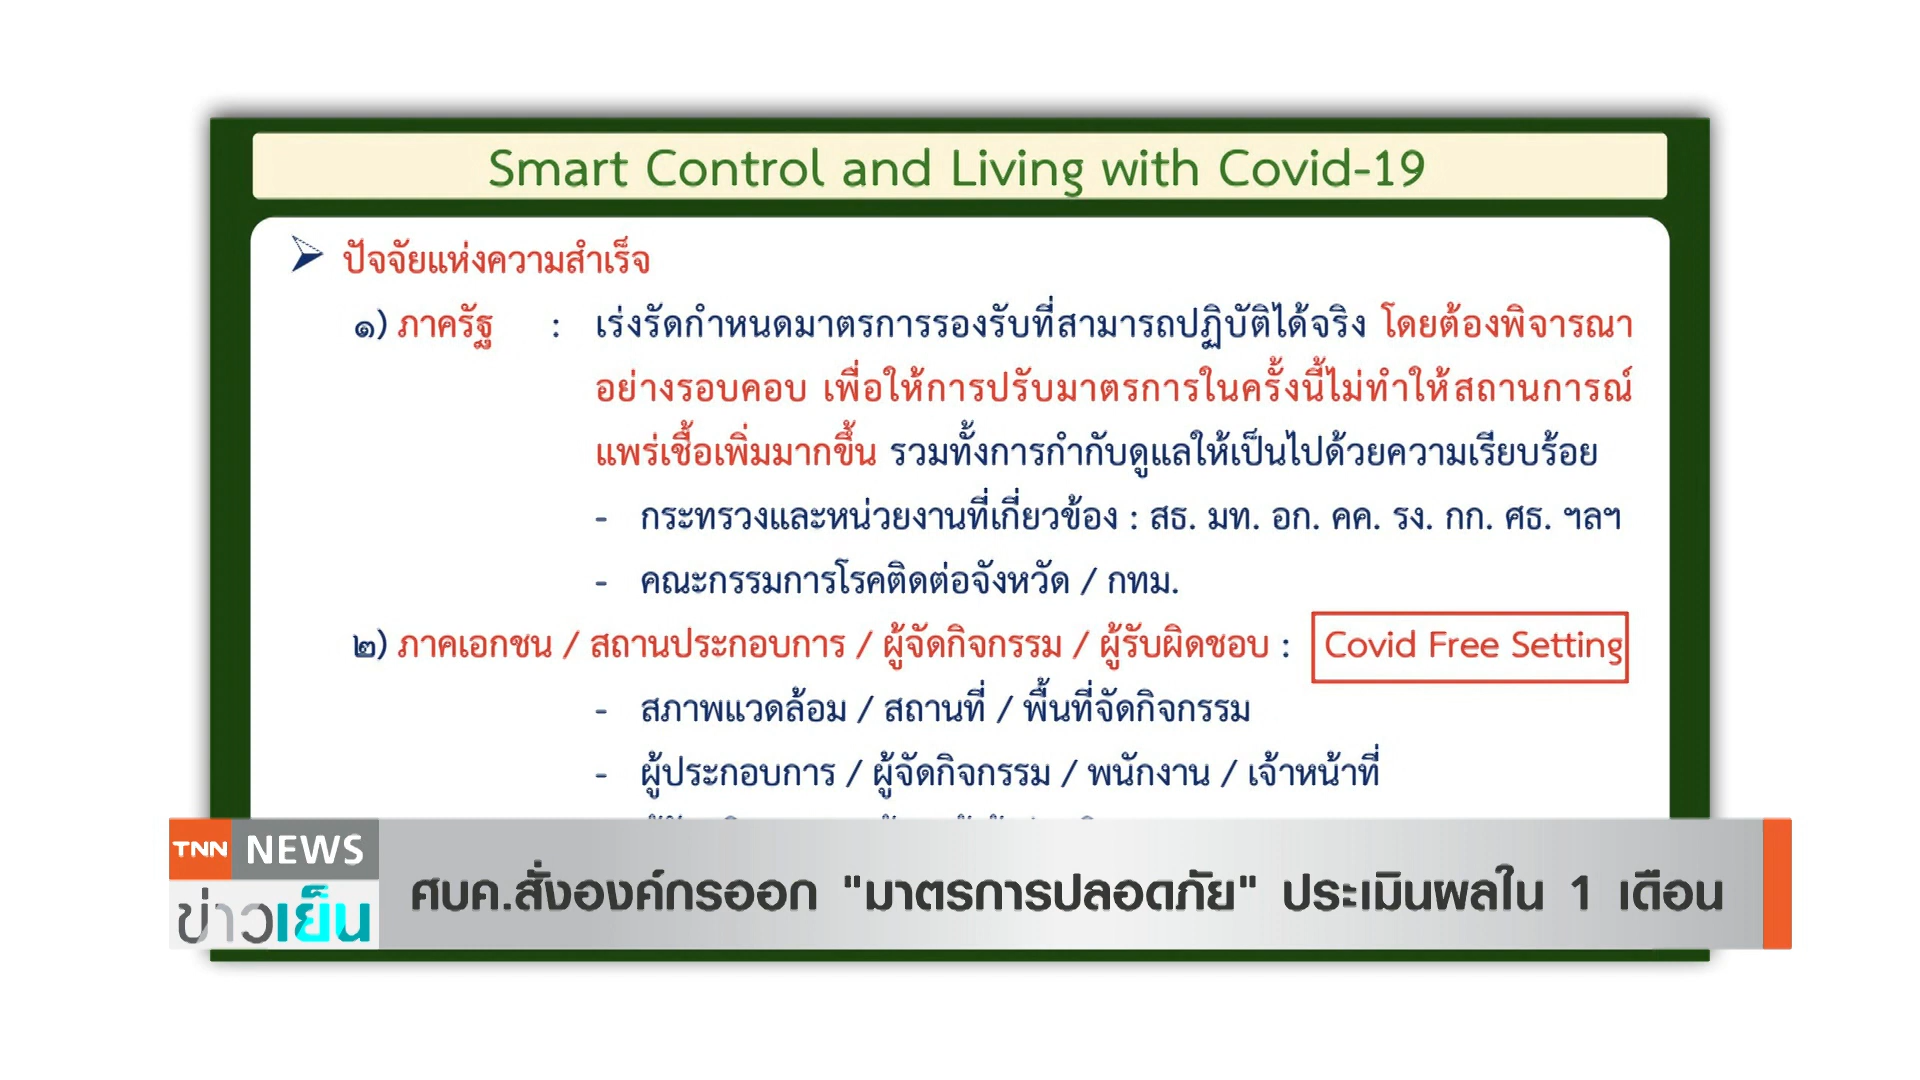 Smart Control and Living with Covid-19
ปัจจัยแห่งความสำเร็จ
๑) ภาครัฐ : เร่งรัดกำหนดมาตรการรองรับที่สามารถปฏิบัติได้จริง โดยต้องพิจารณา
อย่างรอบคอบ เพื่อให้การปรับมาตรการในครั้งนี้ไม่ทำให้สถานการณ์
แพร่เชื้อเพิ่มมากขึ้น รวมทั้งการกำกับดูแลให้เป็นไปด้วยความเรียบร้อย
- กระทรวงและหน่วยงานที่เกี่ยวข้อง : สธ. มท. อก. คค. รง. กก. ศธ. ฯลฯ
- คณะกรรมการโรคติดต่อจังหวัด / กทม.
๒) ภาคเอกชน / สถานประกอบการ / ผู้จัดกิจกรรม / ผู้รับผิดชอบ : Covid Free Setting
- สภาพแวดล้อม / สถานที่ / พื้นที่จัดกิจกรรม
- ผู้ประกอบการ / ผู้จัดกิจกรรม / พนักงาน / เจ้าหน้าที่
TNN NEWS
ข่าวเย็น
ศบค.สั่งองค์กรออก "มาตรการปลอดภัย" ประเมินผลใน 1 เดือน